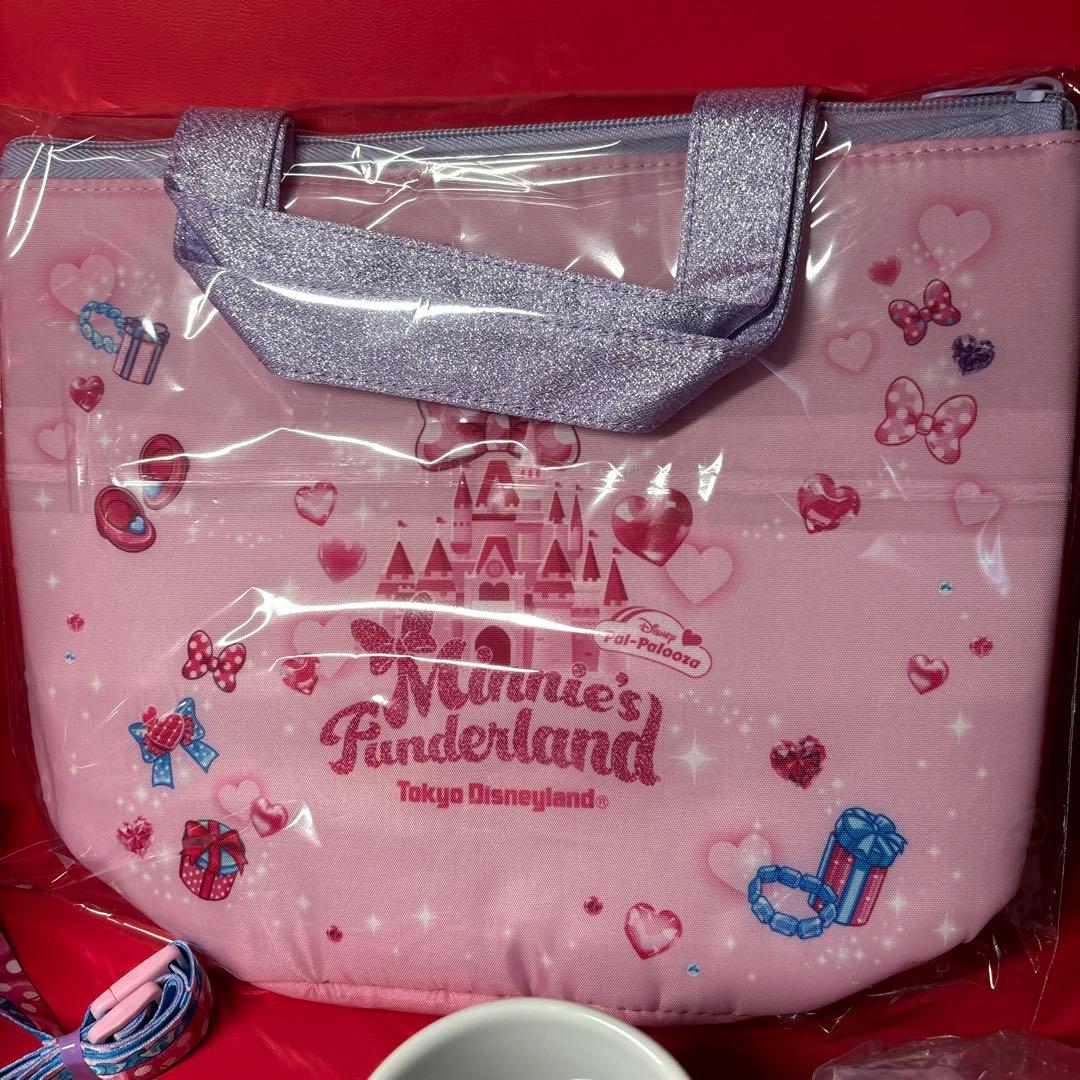 Disney
Pal-Palooza
Minnie's
Funderland
Tokyo Disneyland®